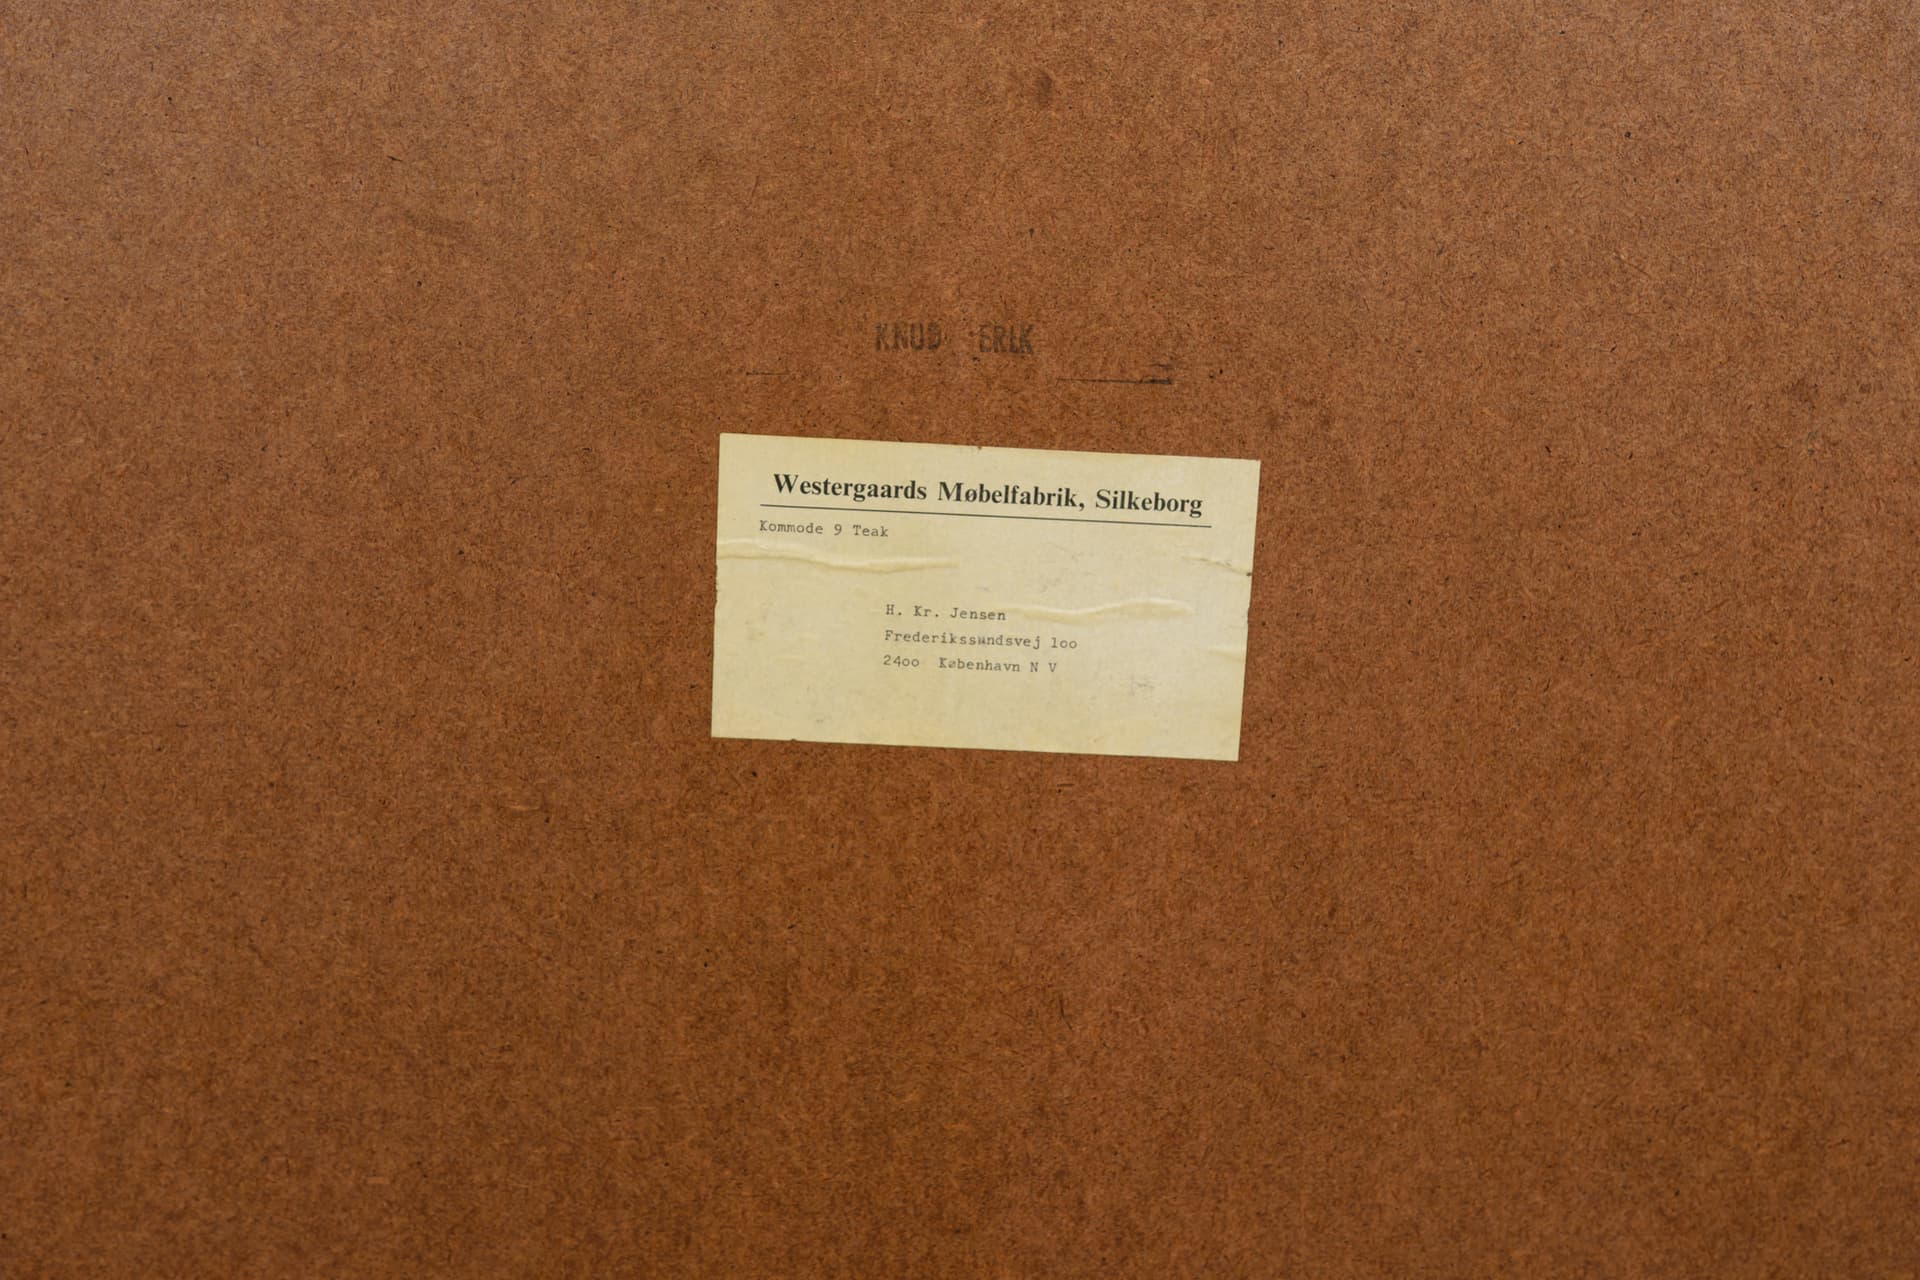 KNUD ERIK
Westergaards Møbelfabrik, Silkeborg
Kommode 9 Teak
H. Kr. Jensen
Frederikssundsvej loo
24oo København N V